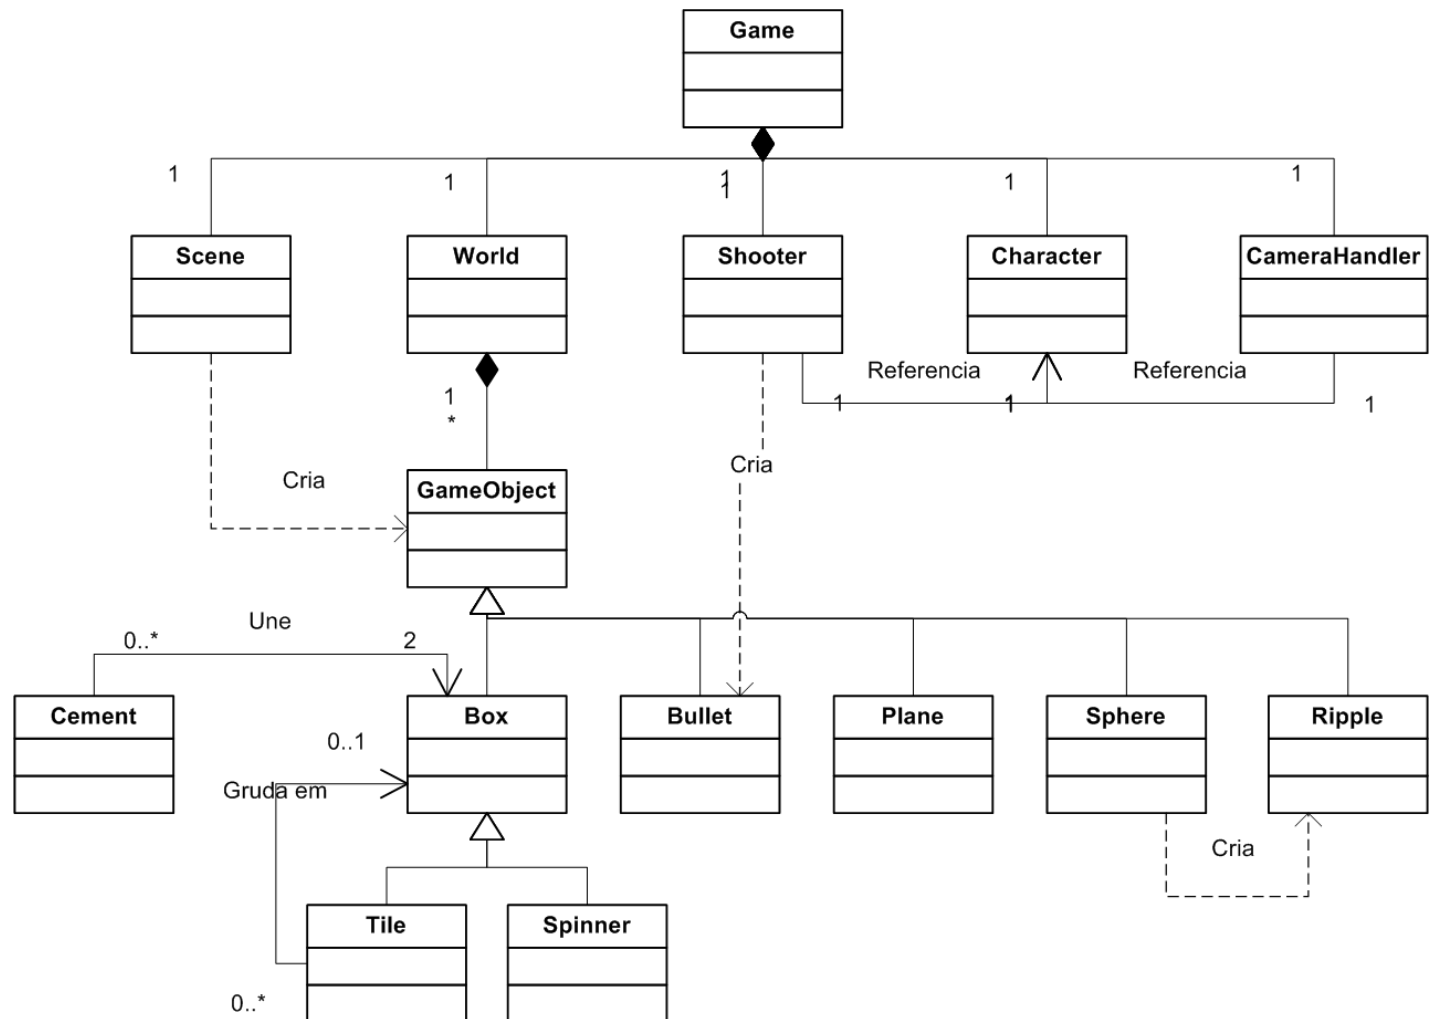 Game
1
1
1
1
1
1
Scene
World
Shooter
Character
CameraHandler
Referencia
Referencia
1
*
1
1
1
1
Cria
Cria
GameObject
Une
0..*
2
Cement
Box
Bullet
Plane
Sphere
Ripple
0..1
Gruda em
Cria
Tile
Spinner
0..*